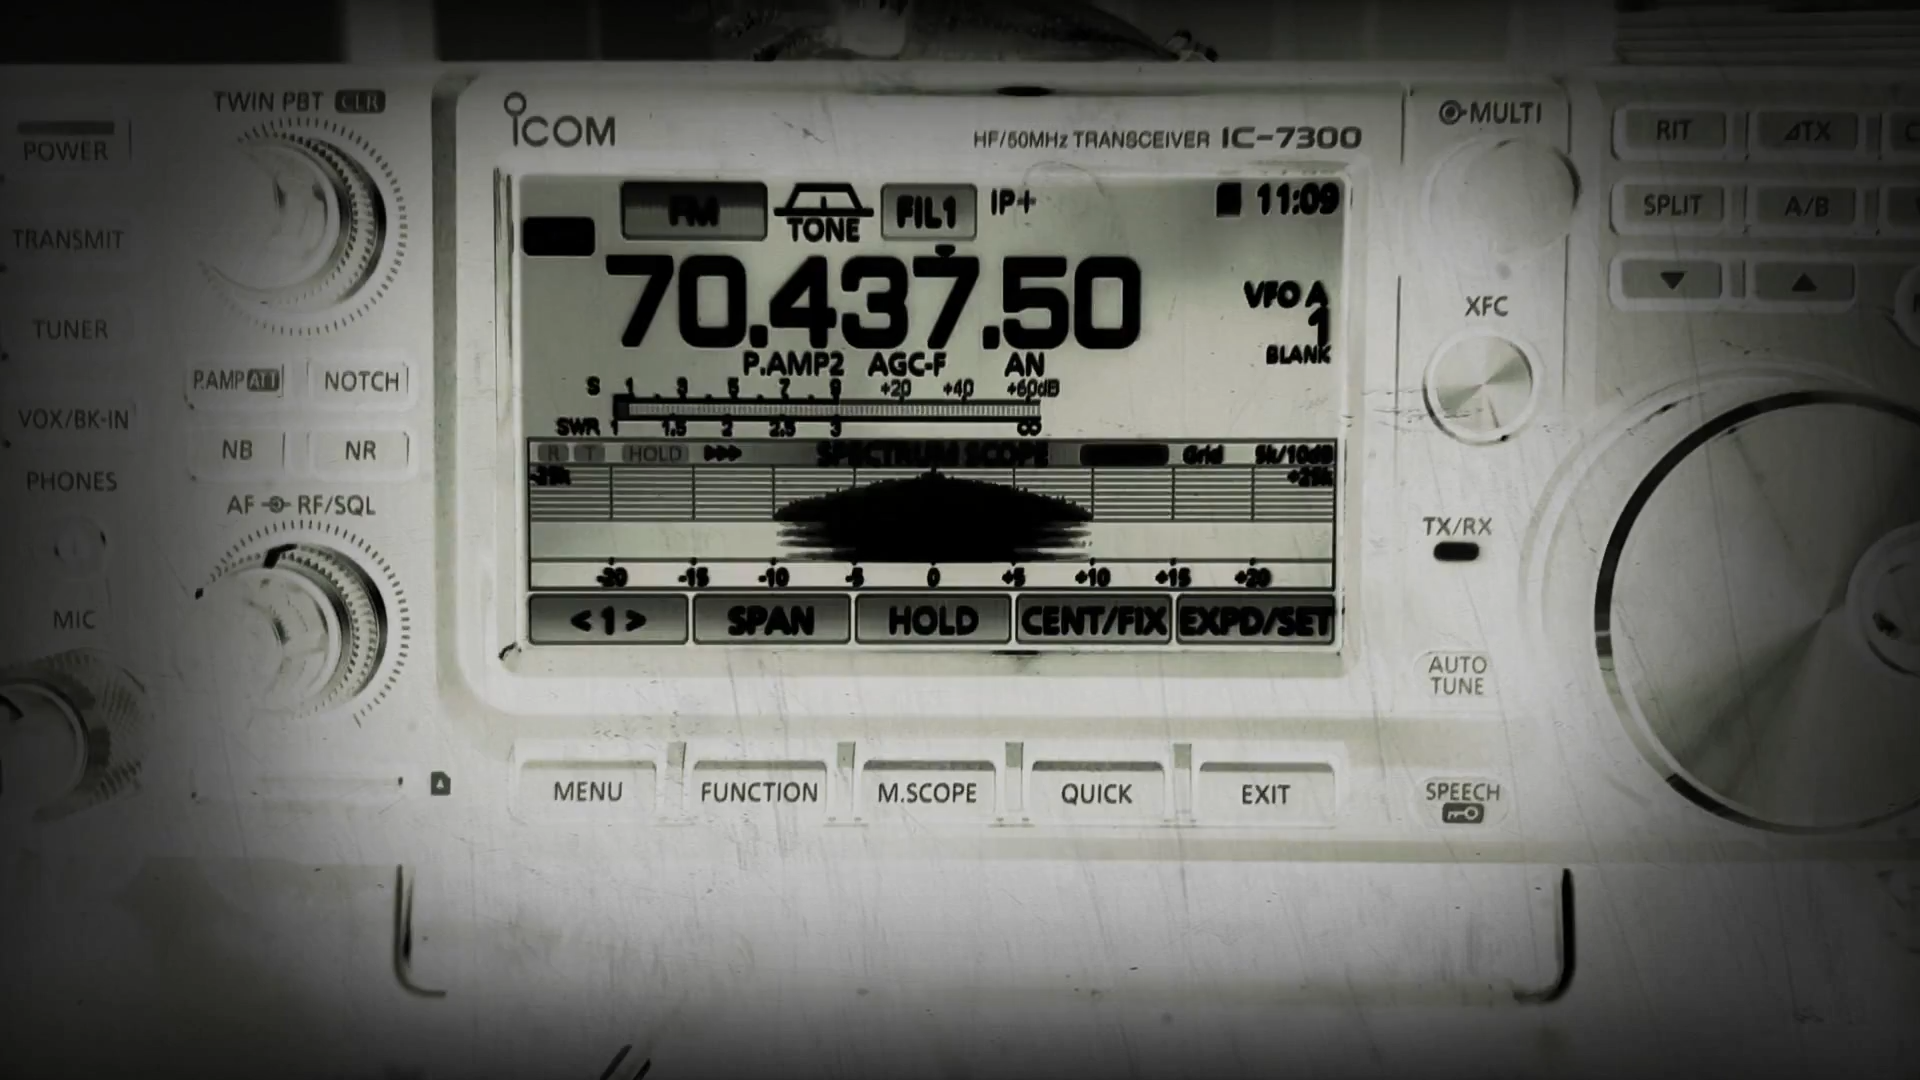 TWIN PBT CLR
POWER
TRANSMIT
TUNER
P.AMP ATT NOTCH
VOX/BK-IN
NB NR
PHONES
AF RF/SQL
MIC
ICOM
HF/50MHz TRANSCEIVER IC-7300
FM TONE FIL1 IP+ 11:09
70.437.50
VFO A
1
BLANK
P.AMP2 AGC-F AN
S 1 3 5 7 9 +20 +40 +60dB
SWR 1 1.5 2 2.5 3 ∞
R T HOLD SPECTRUM SCOPE Grid 5k/10dB
-20 -15 -10 -5 0 +5 +10 +15 +20
<1> SPAN HOLD CENT/FIX EXPD/SET
MENU FUNCTION M.SCOPE QUICK EXIT
MULTI
RIT ⊿TX
SPLIT A/B
XFC
TX/RX
AUTO
TUNE
SPEECH